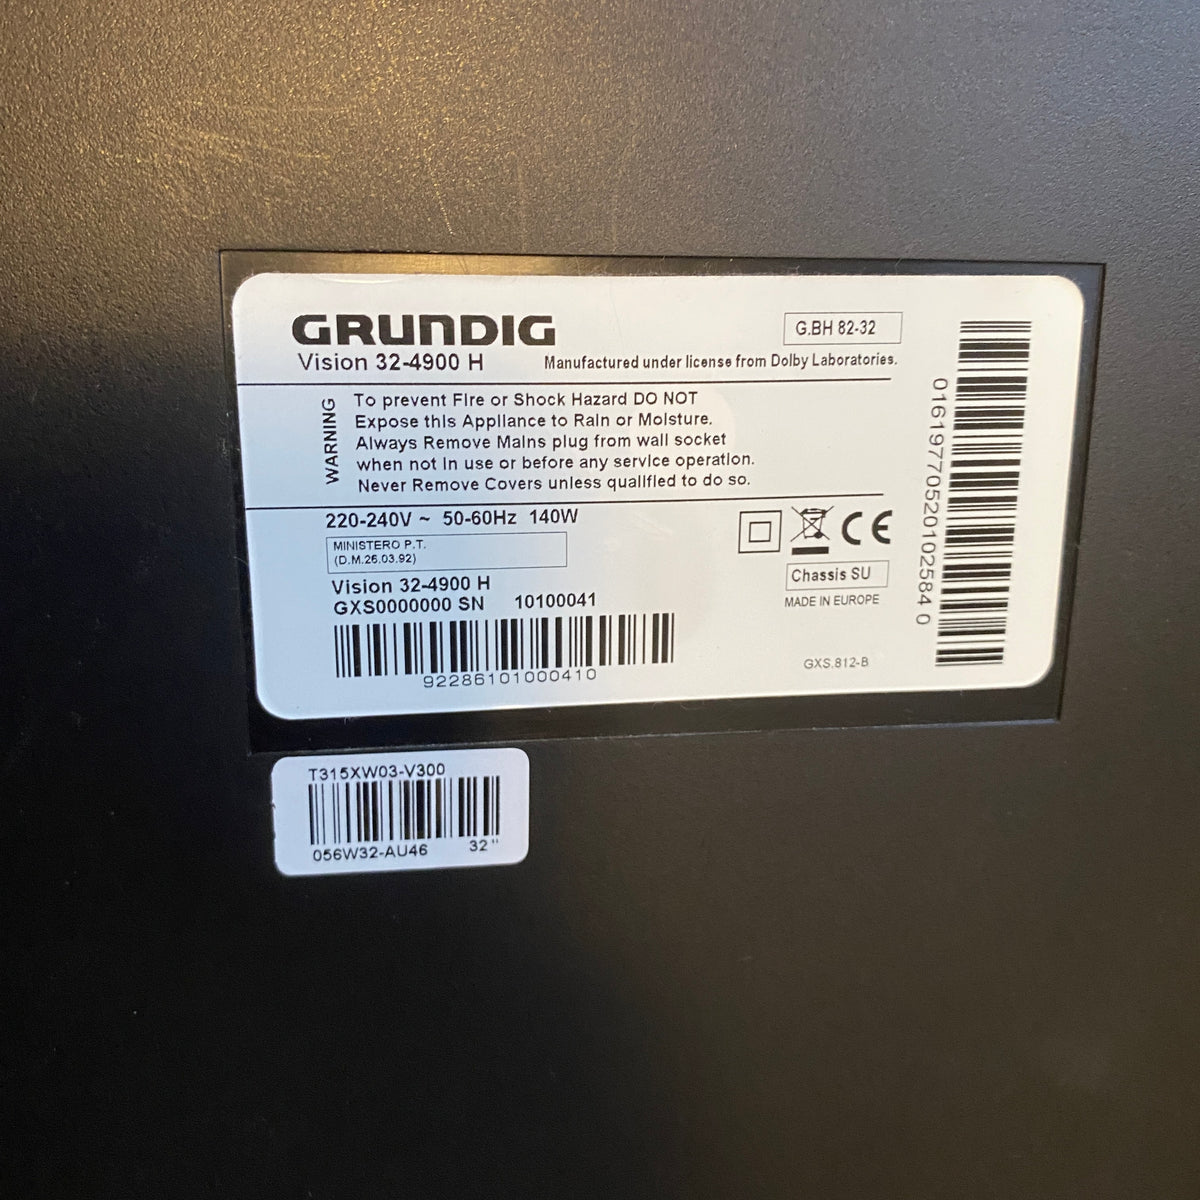 GRUNDIG
Vision 32-4900 H
G.BH 82-32
Manufactured under license from Dolby Laboratories.
WARNING
To prevent Fire or Shock Hazard DO NOT
Expose this Appliance to Rain or Moisture.
Always Remove Mains plug from wall socket
when not in use or before any service operation.
Never Remove Covers unless qualified to do so.
220-240V ~ 50-60Hz 140W
MINISTERO P.T.
(D.M.26.03.92)
Vision 32-4900 H
GXS0000000 SN 10100041
92286101000410
CE
Chassis SU
MADE IN EUROPE
GXS.812-B
01619770520102584 0
T315XW03-V300
056W32-AU46 32"